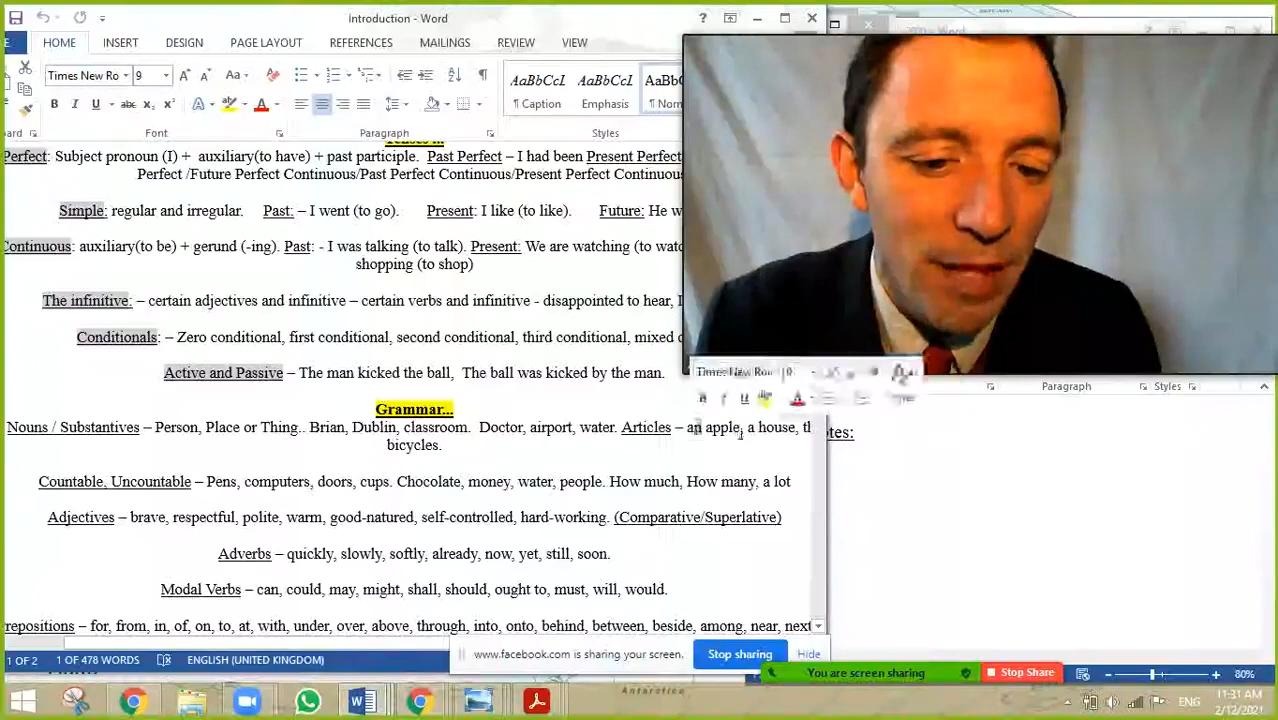 Introduction - Word
HOME INSERT DESIGN PAGE LAYOUT REFERENCES MAILINGS REVIEW VIEW
Times New Ro 9
AaBbCcI AaBbCcI AaBbC
¶ Caption Emphasis ¶ Norm
Font Paragraph Styles
Perfect: Subject pronoun (I) + auxiliary(to have) + past participle. Past Perfect – I had been Present Perfect
Perfect /Future Perfect Continuous/Past Perfect Continuous/Present Perfect Continuous
Simple: regular and irregular. Past: – I went (to go). Present: I like (to like). Future: He w
Continuous: auxiliary(to be) + gerund (-ing). Past: - I was talking (to talk). Present: We are watching (to wat
shopping (to shop)
The infinitive: – certain adjectives and infinitive – certain verbs and infinitive - disappointed to hear, I
Conditionals: – Zero conditional, first conditional, second conditional, third conditional, mixed
Active and Passive – The man kicked the ball, The ball was kicked by the man.
Paragraph Styles
Grammar...
Nouns / Substantives – Person, Place or Thing.. Brian, Dublin, classroom. Doctor, airport, water. Articles – an apple, a house, th
otes:
bicycles.
Countable, Uncountable – Pens, computers, doors, cups. Chocolate, money, water, people. How much, How many, a lot
Adjectives – brave, respectful, polite, warm, good-natured, self-controlled, hard-working. (Comparative/Superlative)
Adverbs – quickly, slowly, softly, already, now, yet, still, soon.
Modal Verbs – can, could, may, might, shall, should, ought to, must, will, would.
repositions – for, from, in, of, on, to, at, with, under, over, above, through, into, onto, behind, between, beside, among, near, next
www.facebook.com is sharing your screen. Stop sharing Hide
1 OF 2 1 OF 478 WORDS ENGLISH (UNITED KINGDOM)
You are screen sharing Stop Share
80%
Antarctica
ENG
11:31 AM
2/12/2021